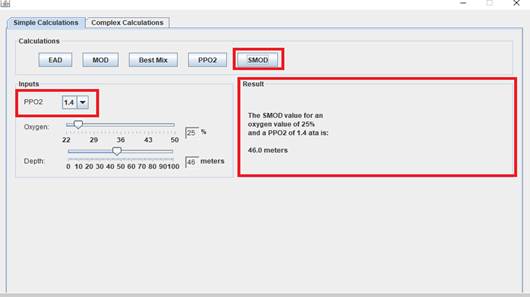 Simple Calculations Complex Calculations
Calculations
EAD MOD Best Mix PPO2 SMOD
Inputs
PPO2 1.4
Oxygen: 25 %
22 29 36 43 50
Depth: 46 meters
0 10 20 30 40 50 60 70 80 90100
Result
The SMOD value for an
oxygen value of 25%
and a PPO2 of 1.4 ata is:
46.0 meters